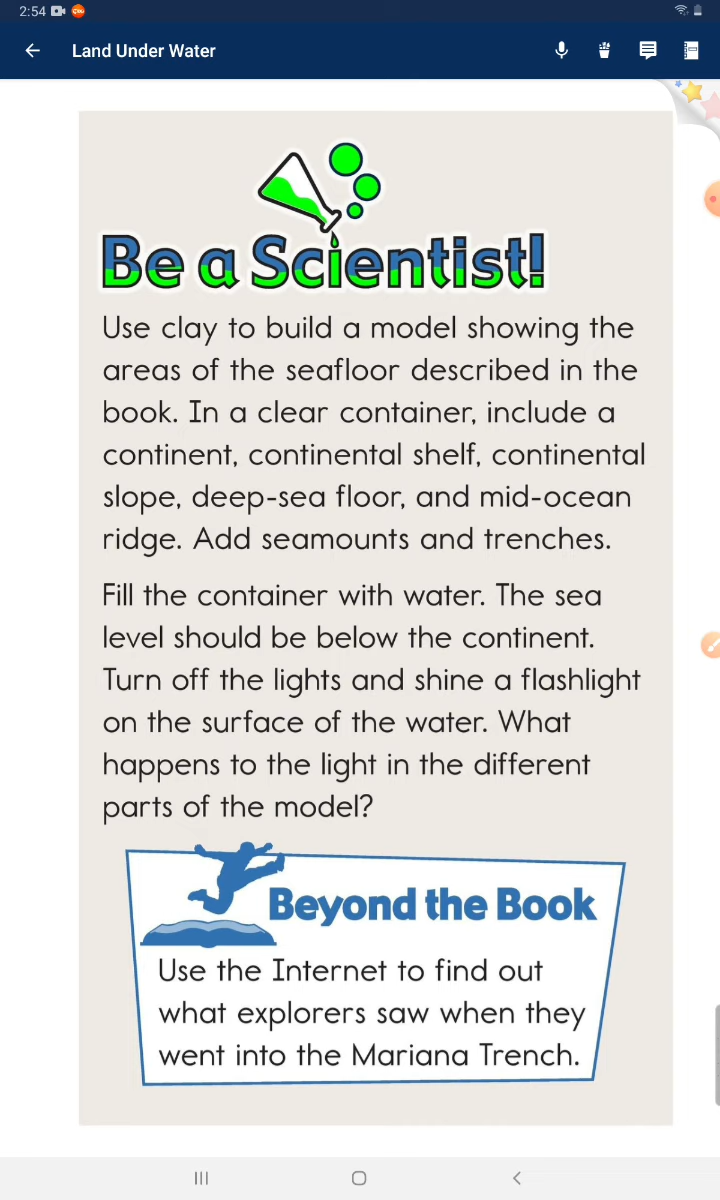 2:54
Land Under Water
Be a Scientist!
Use clay to build a model showing the
areas of the seafloor described in the
book. In a clear container, include a
continent, continental shelf, continental
slope, deep-sea floor, and mid-ocean
ridge. Add seamounts and trenches.
Fill the container with water. The sea
level should be below the continent.
Turn off the lights and shine a flashlight
on the surface of the water. What
happens to the light in the different
parts of the model?
Beyond the Book
Use the Internet to find out
what explorers saw when they
went into the Mariana Trench.